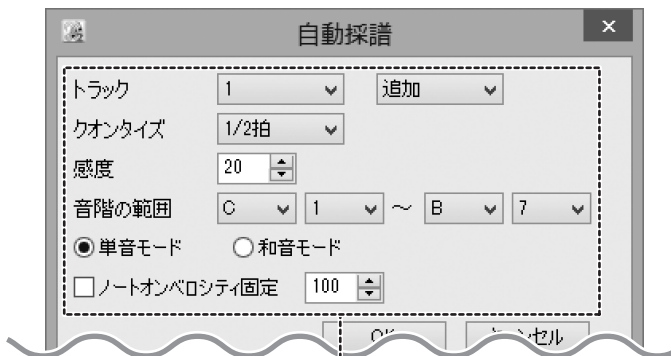 自動採譜
トラック 1 追加
クオンタイズ 1/2拍
感度 20
音階の範囲 C 1 ～ B 7
単音モード 和音モード
ノートオンベロシティ固定 100